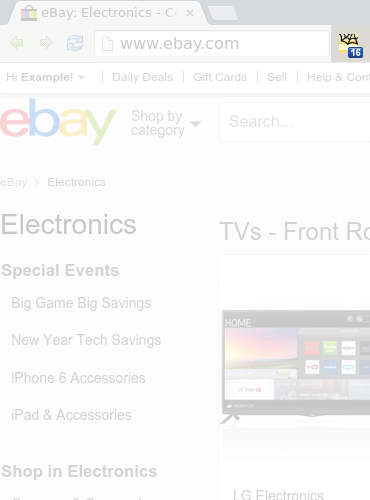 eBay: Electronics - C
www.ebay.com
16
Hi Example! Daily Deals Gift Cards Sell Help & Cont
ebay
Shop by
category
Search...
eBay Electronics
Electronics
TVs - Front Ro
Special Events
Big Game Big Savings
New Year Tech Savings
HOME
iPhone 6 Accessories
iPad & Accessories
Shop in Electronics
LG Electronics